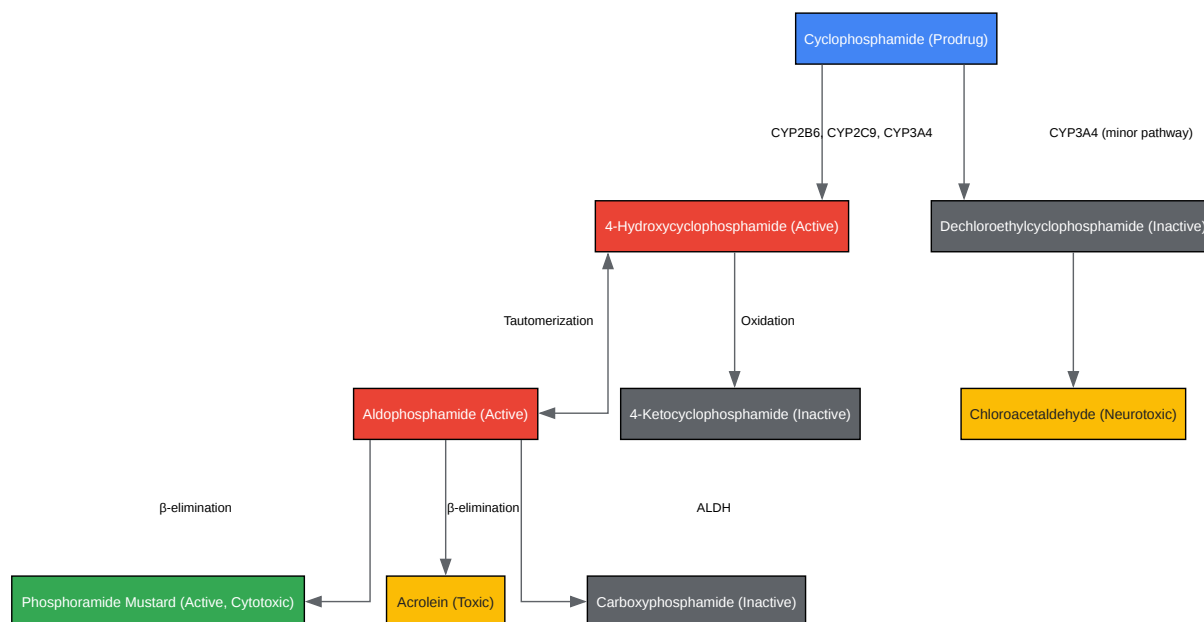 Cyclophosphamide (Prodrug)
CYP2B6, CYP2C9, CYP3A4
CYP3A4 (minor pathway)
4-Hydroxycyclophosphamide (Active)
Dechloroethylcyclophosphamide (Inactive)
Tautomerization
Oxidation
Aldophosphamide (Active)
4-Ketocyclophosphamide (Inactive)
Chloroacetaldehyde (Neurotoxic)
β-elimination
β-elimination
ALDH
Phosphoramide Mustard (Active, Cytotoxic)
Acrolein (Toxic)
Carboxyphosphamide (Inactive)